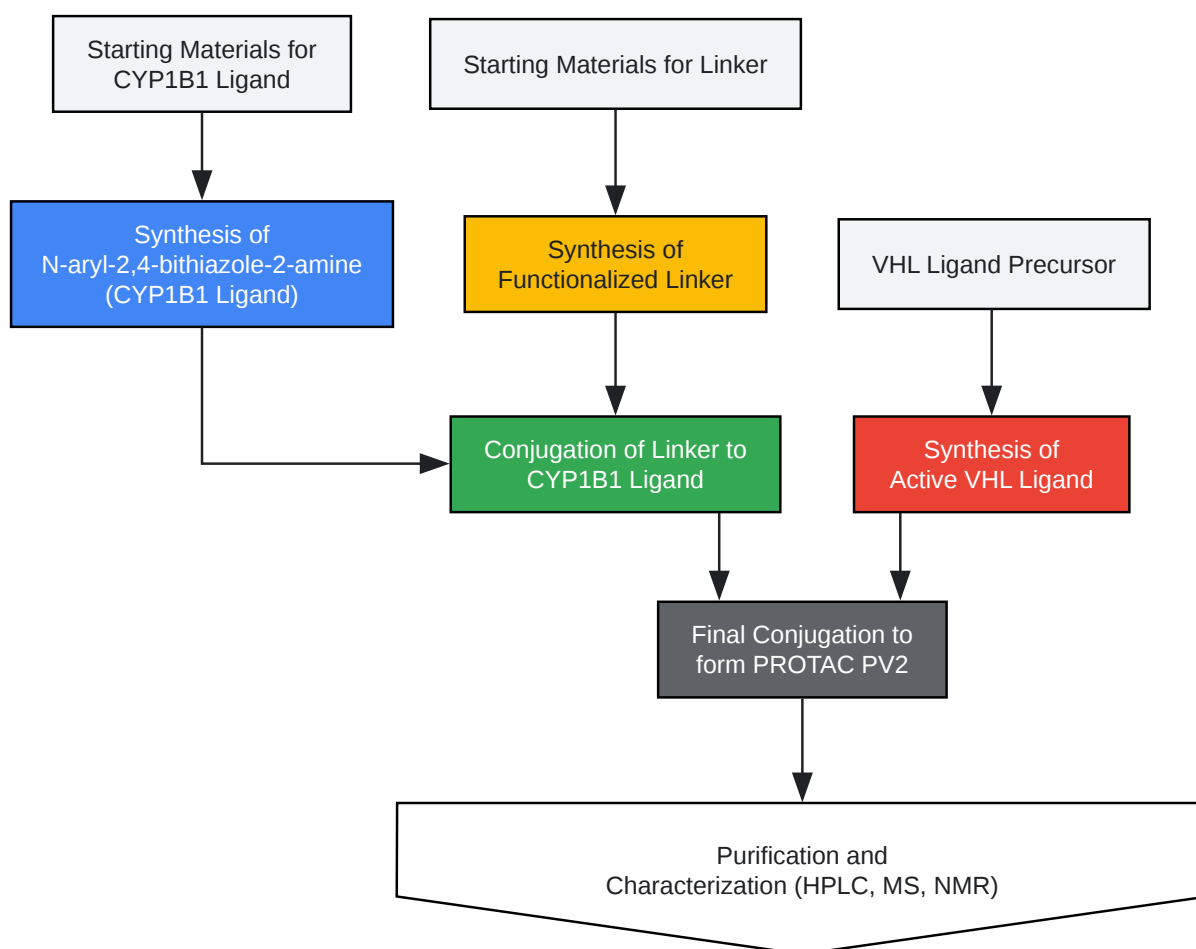 Starting Materials for
CYP1B1 Ligand
Starting Materials for Linker
Synthesis of
N-aryl-2,4-bithiazole-2-amine
(CYP1B1 Ligand)
Synthesis of
Functionalized Linker
VHL Ligand Precursor
Conjugation of Linker to
CYP1B1 Ligand
Synthesis of
Active VHL Ligand
Final Conjugation to
form PROTAC PV2
Purification and
Characterization (HPLC, MS, NMR)